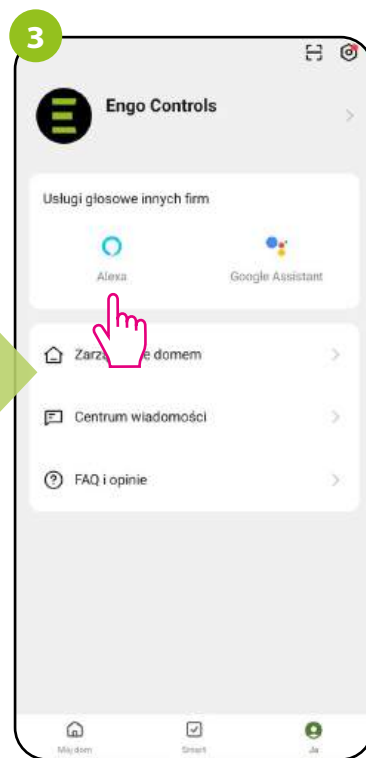 3
Engo Controls
Usługi głosowe innych firm
Alexa
Google Assistant
domem
Centrum wiadomości
FAQ i opinie
Mój dom
Smart
Ja